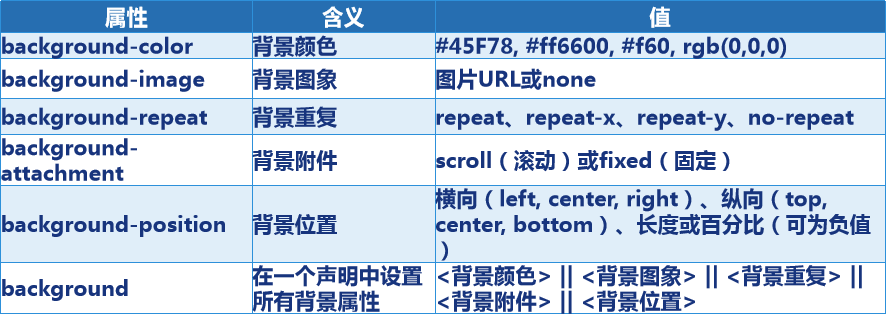 属性 含义 值
background-color 背景颜色 #45F78, #ff6600, #f60, rgb(0,0,0)
background-image 背景图象 图片URL或none
background-repeat 背景重复 repeat、repeat-x、repeat-y、no-repeat
background-
attachment 背景附件 scroll（滚动）或fixed（固定）
background-position 背景位置 横向（left, center, right）、纵向（top,
center, bottom）、长度或百分比（可为负值
）
background 在一个声明中设置
所有背景属性 <背景颜色> || <背景图象> || <背景重复> ||
<背景附件> || <背景位置>